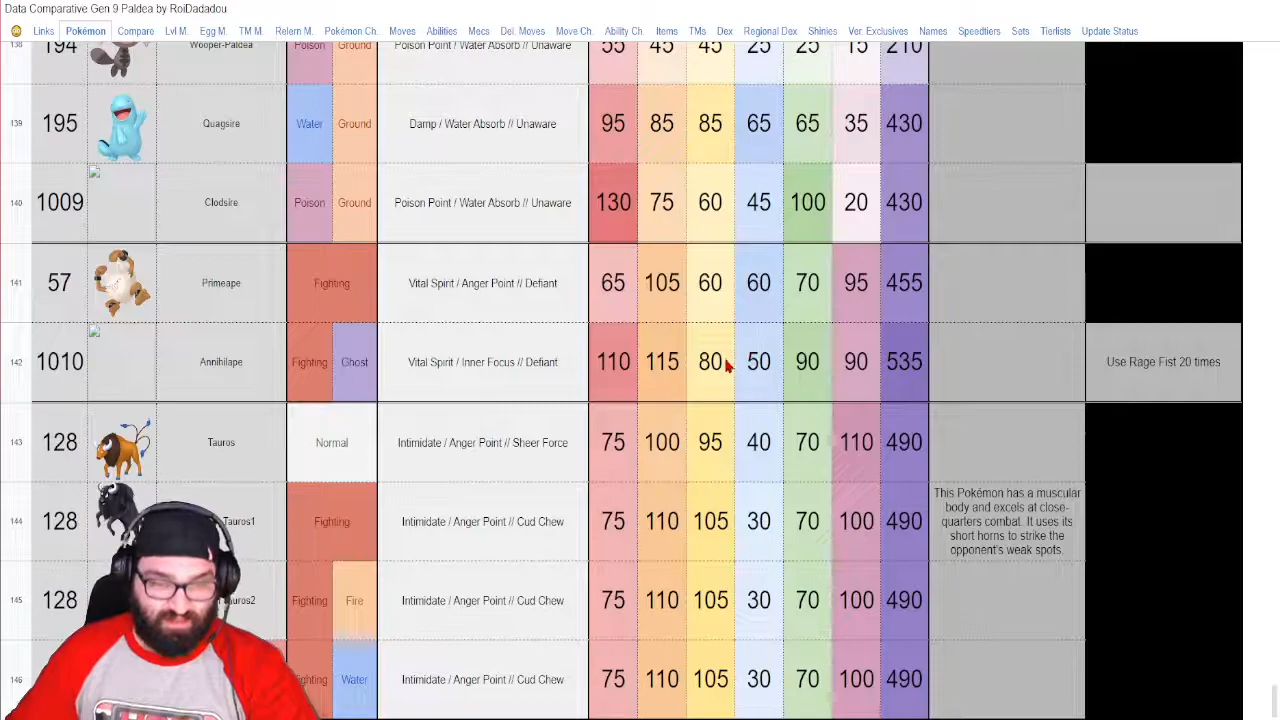 Data Comparative Gen 9 Paldea by RoiDadadou
Links Pokémon Compare Lvl M. Egg M. TM M. Relern M. Pokémon Ch. Moves Abilities Mecs Del. Moves Move Ch. Ability Ch. Items TMs Dex Regional Dex Shinies Ver. Exclusives Names Speedtiers Sets Tierlists Update Status
138 194 Wooper-Paldea Poison Ground Poison Point / Water Absorb // Unaware 55 45 45 25 25 15 210
139 195 Quagsire Water Ground Damp / Water Absorb // Unaware 95 85 85 65 65 35 430
140 1009 Clodsire Poison Ground Poison Point / Water Absorb // Unaware 130 75 60 45 100 20 430
141 57 Primeape Fighting Vital Spirit / Anger Point / Defiant 65 105 60 60 70 95 455
142 1010 Annihilape Fighting Ghost Vital Spirit / Inner Focus / Defiant 110 115 80 50 90 90 535 Use Rage Fist 20 times
143 128 Tauros Normal Intimidate / Anger Point // Sheer Force 75 100 95 40 70 110 490
144 128 Tauros1 Fighting Intimidate / Anger Point // Cud Chew 75 110 105 30 70 100 490
This Pokémon has a muscular
body and excels at close-
quarters combat. It uses its
short horns to strike the
opponent's weak spots.
145 128 Tauros2 Fighting Fire Intimidate / Anger Point // Cud Chew 75 110 105 30 70 100 490
146 Fighting Water Intimidate / Anger Point // Cud Chew 75 110 105 30 70 100 490